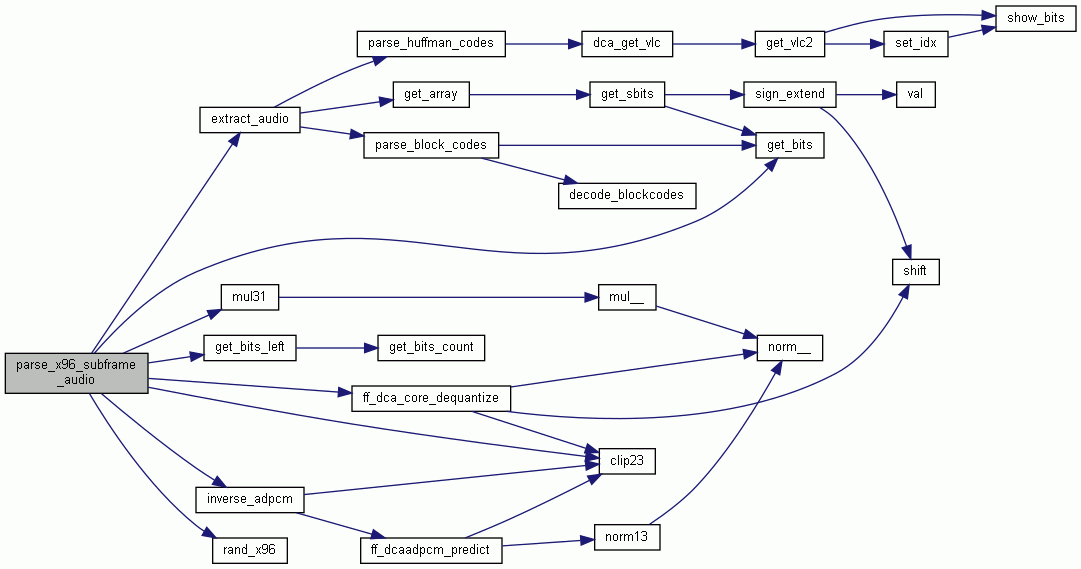 show_bits
parse_huffman_codes
dca_get_vlc
get_vlc2
set_idx
get_array
get_sbits
sign_extend
val
extract_audio
parse_block_codes
get_bits
decode_blockcodes
shift
mul31
mul__
get_bits_left
get_bits_count
norm__
parse_x96_subframe
_audio
ff_dca_core_dequantize
clip23
inverse_adpcm
norm13
rand_x96
ff_dcaadpcm_predict